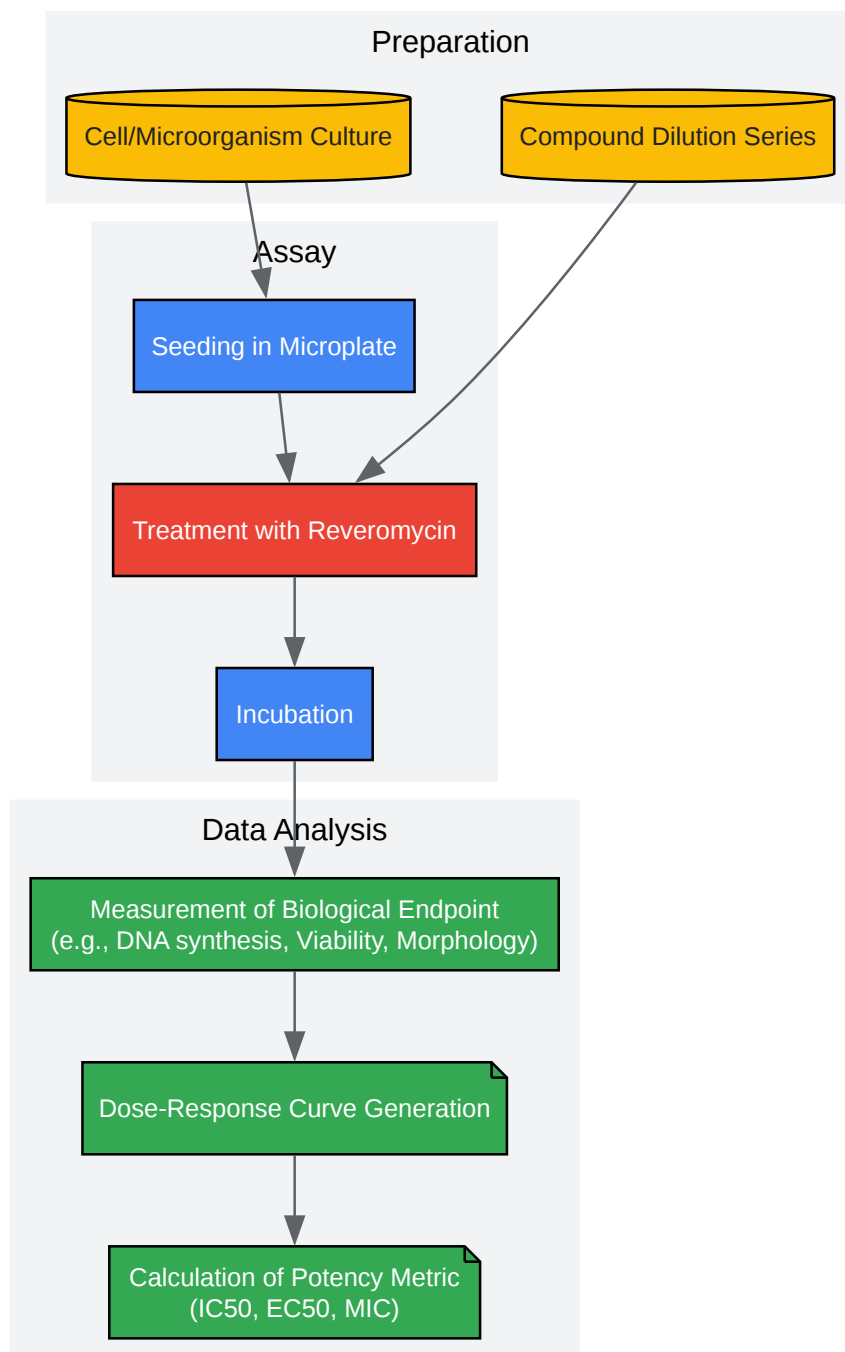 Preparation
Cell/Microorganism Culture
Compound Dilution Series
Assay
Seeding in Microplate
Treatment with Reveromycin
Incubation
Data Analysis
Measurement of Biological Endpoint
(e.g., DNA synthesis, Viability, Morphology)
Dose-Response Curve Generation
Calculation of Potency Metric
(IC50, EC50, MIC)